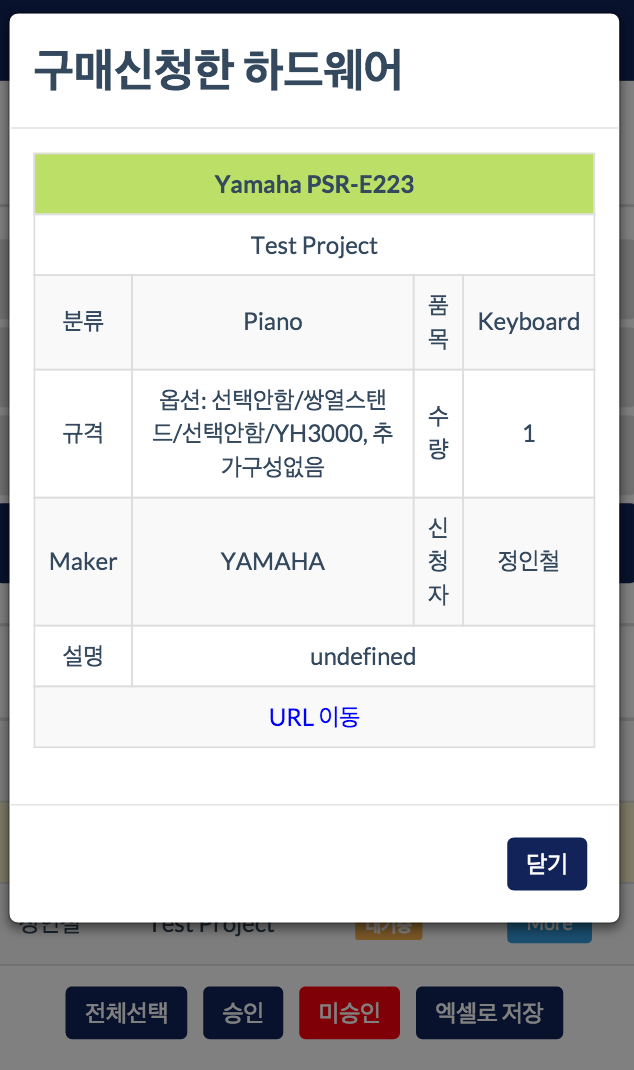 구매신청한 하드웨어
Yamaha PSR-E223
Test Project
분류
Piano
품
목
Keyboard
규격
옵션: 선택안함/쌍열스탠
드/선택안함/YH3000, 추
가구성없음
수
량
1
Maker
YAMAHA
신
청
자
정인철
설명
undefined
URL 이동
닫기
정인철
Test Project
대기중
More
전체선택
승인
미승인
엑셀로 저장